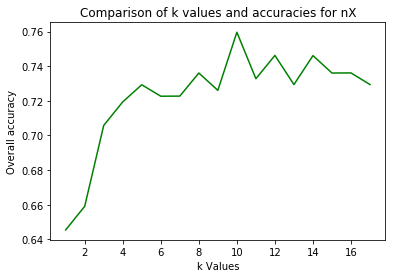 Comparison of k values and accuracies for nX
0.76
0.74
0.72
0.70
0.68
0.66
0.64
Overall accuracy
2 4 6 8 10 12 14 16
k Values